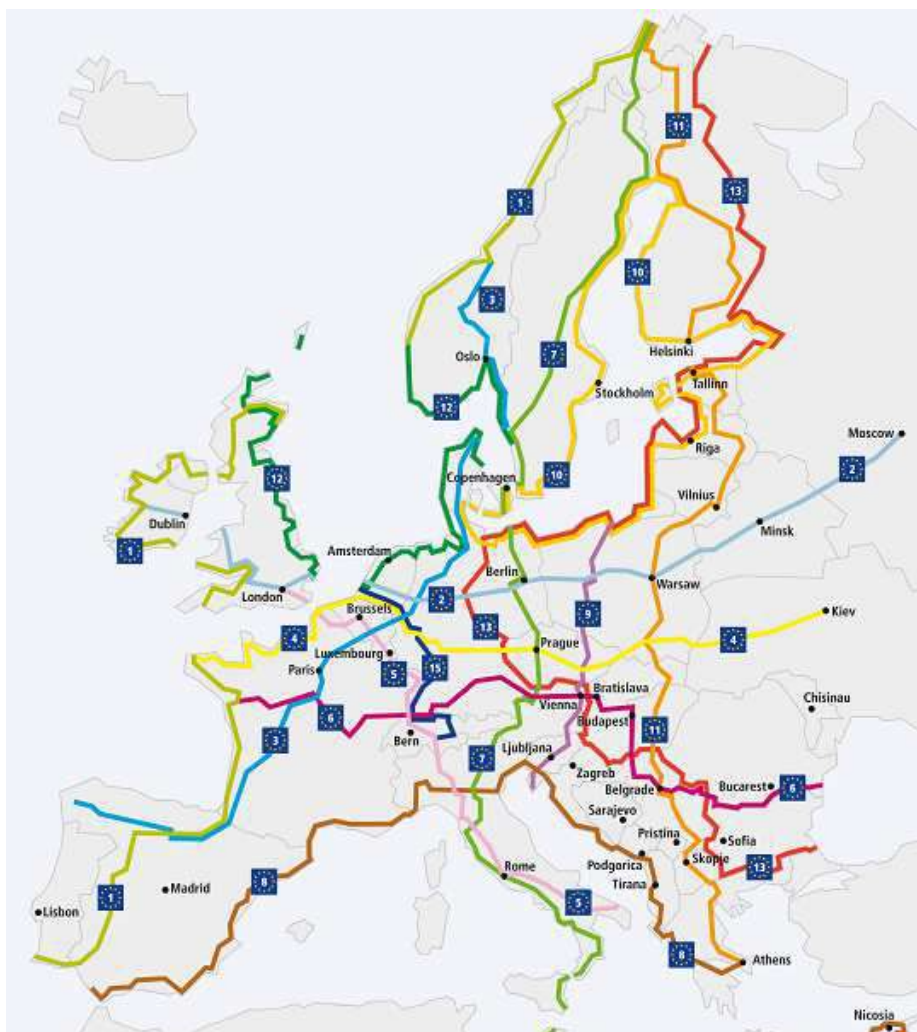 11
1
13
3
10
Oslo
7
Helsinki
Stockholm
Tallinn
12
Moscow
Riga
2
12
Copenhagen
10
Vilnius
Dublin
Minsk
1
Amsterdam
Berlin
Warsaw
London
2
Brussels
9
Kiev
13
4
4
Prague
Luxembourg
15
Paris
5
Bratislava
Vienna
Chisinau
6
Budapest
3
Bern
11
Ljubljana
7
Zagreb
Belgrade
Bucarest
6
Sarajevo
Pristina
Sofia
Podgorica
Skopje
13
Rome
8
Madrid
Tirana
1
5
Lisbon
8
Athens
Nicosia